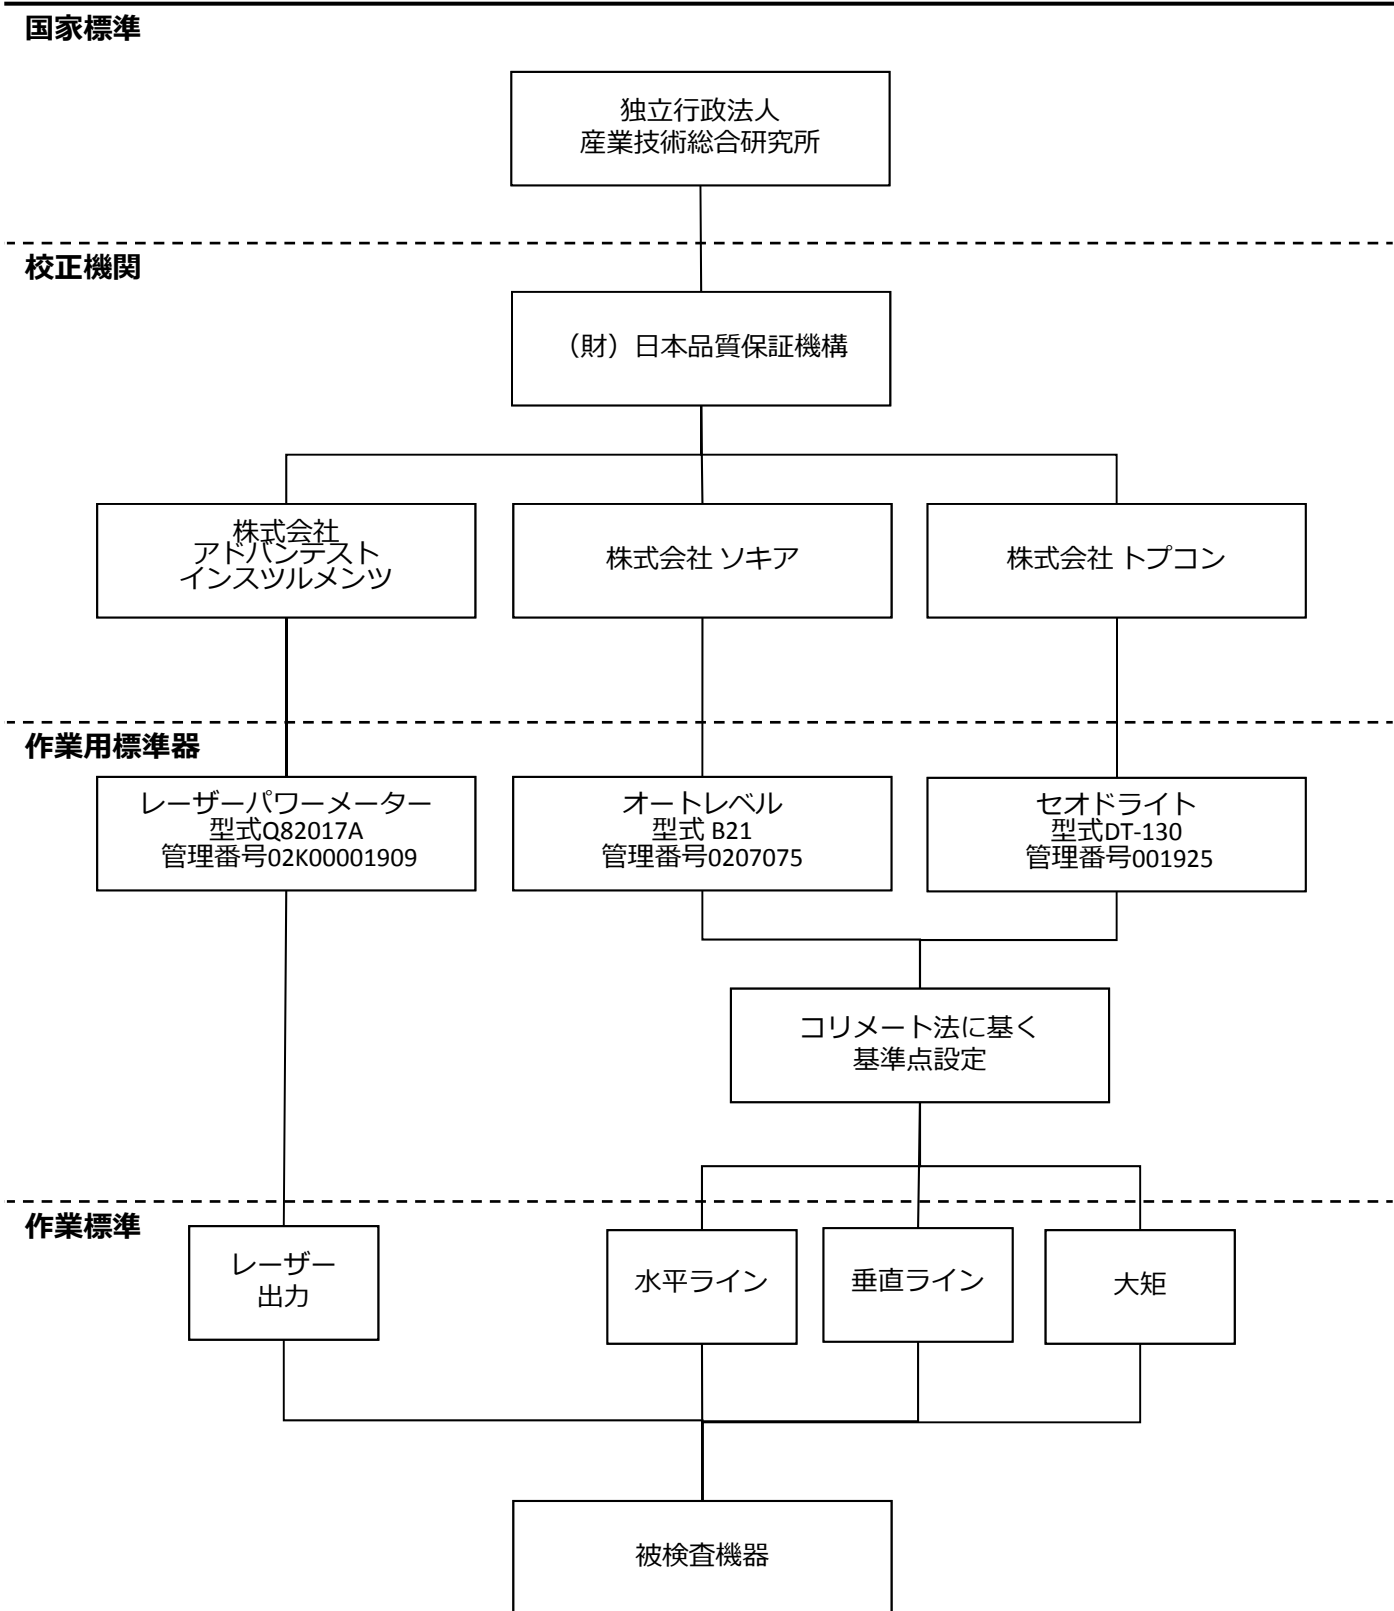 国家標準
独立行政法人
産業技術総合研究所
校正機関
（財）日本品質保証機構
株式会社
アドバンテスト
インスツルメンツ
株式会社 ソキア
株式会社 トプコン
作業用標準器
レーザーパワーメーター
型式Q82017A
管理番号02K00001909
オートレベル
型式 B21
管理番号0207075
セオドライト
型式DT-130
管理番号001925
コリメート法に基く
基準点設定
作業標準
レーザー
出力
水平ライン
垂直ライン
大矩
被検査機器